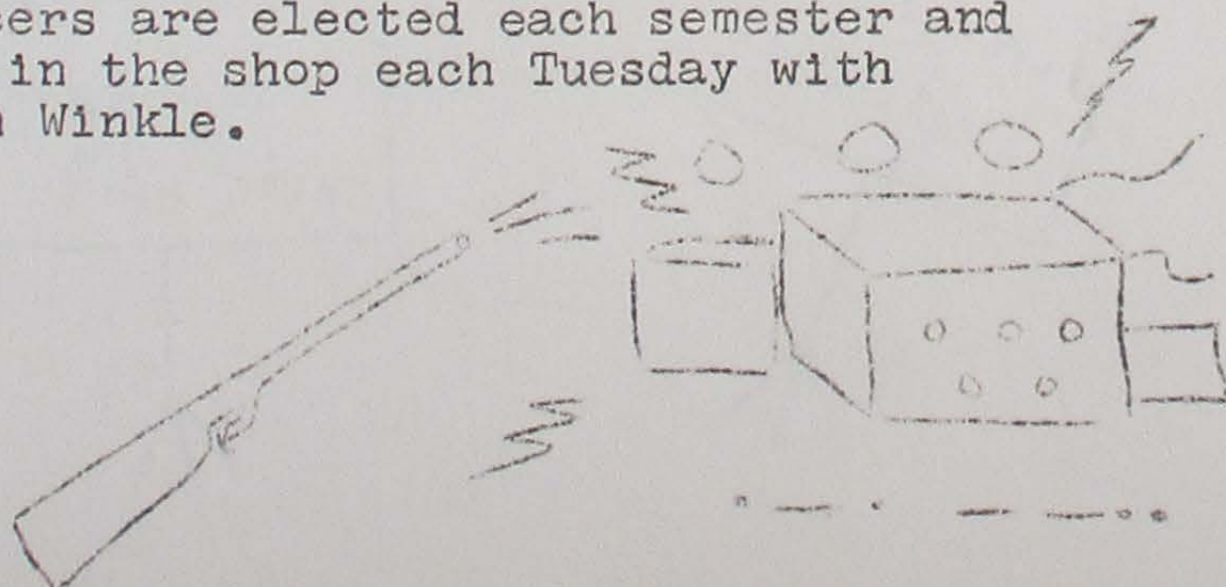 ers are elected each semester and
in the shop each Tuesday with
Winkle.